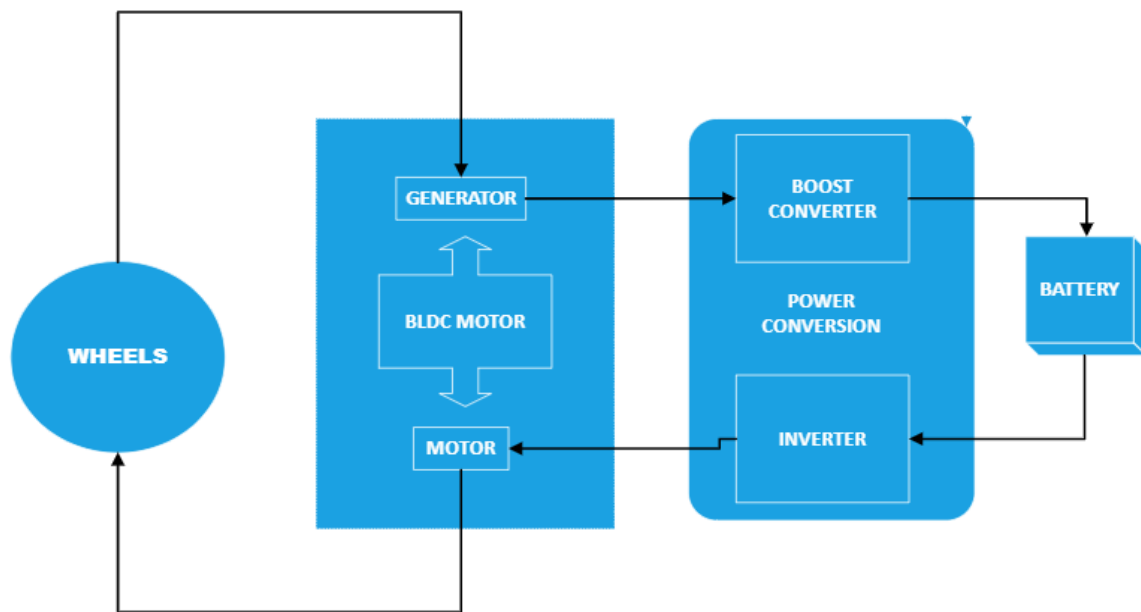 GENERATOR
BOOST
CONVERTER
BATTERY
BLDC MOTOR
POWER
CONVERSION
WHEELS
MOTOR
INVERTER